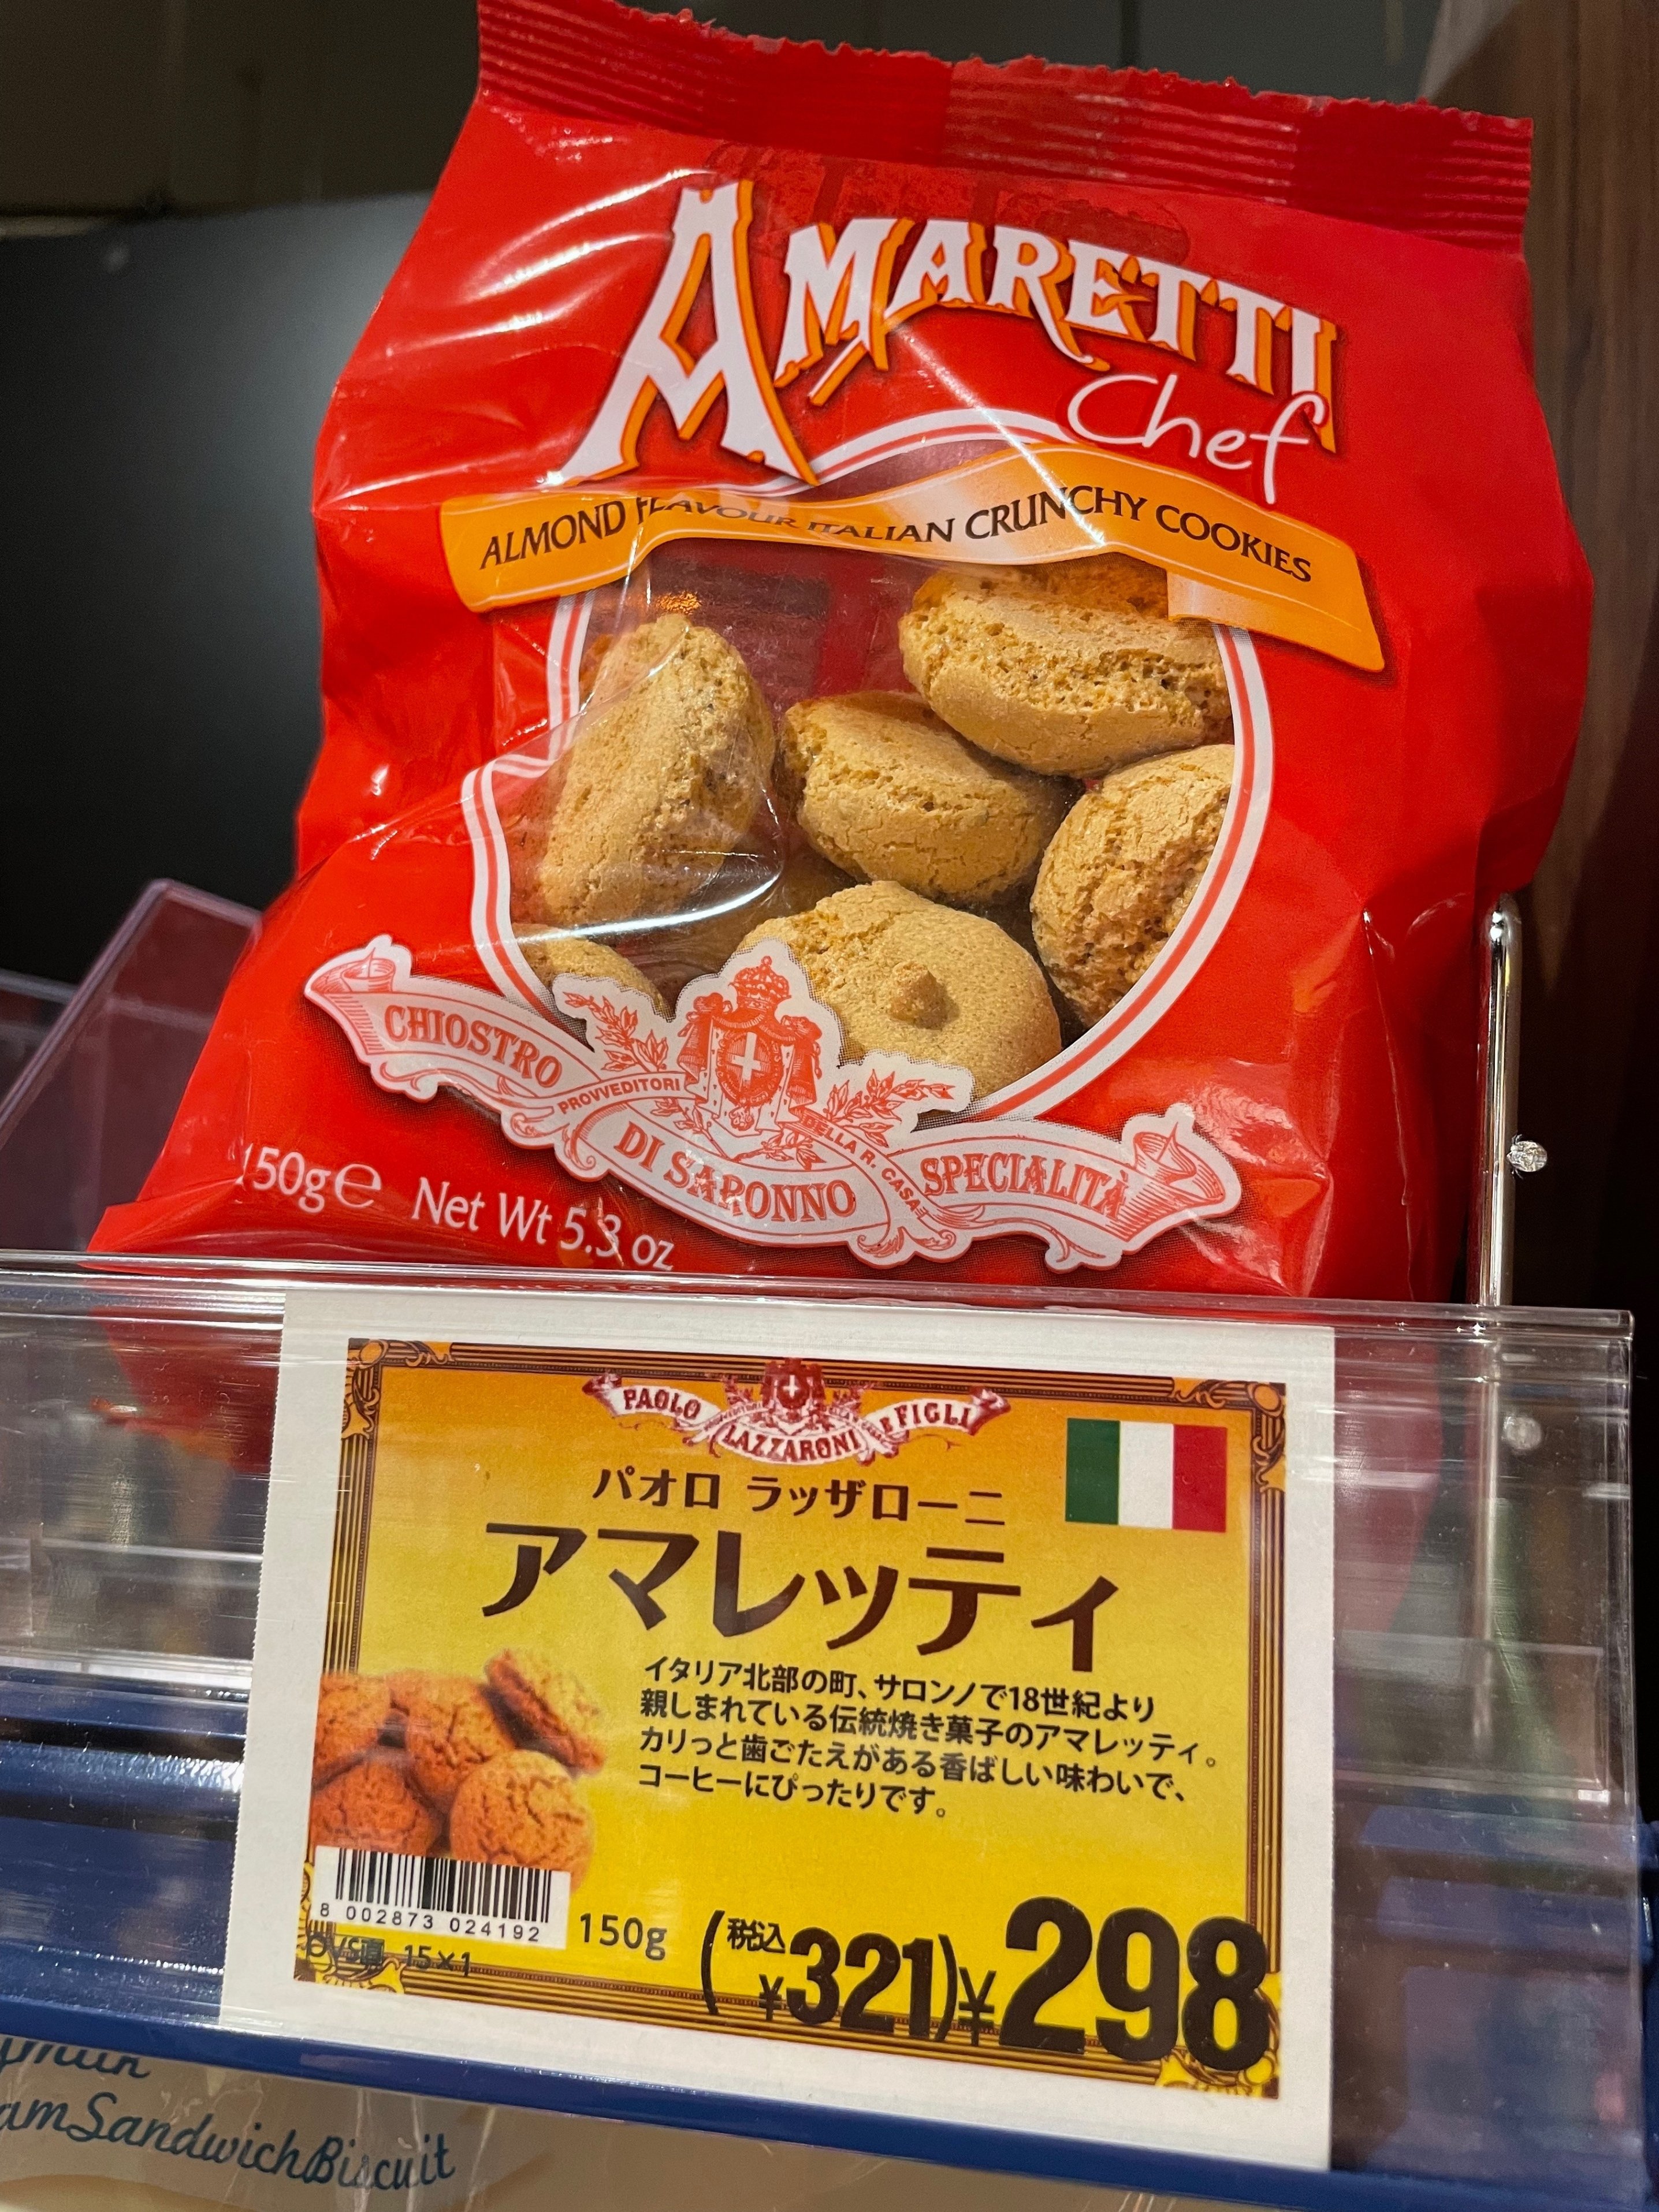 AMARETTI
Chef
ALMOND FLAVOUR ITALIAN CRUNCHY COOKIES
CHIOSTRO
PROVVEDITORI
DELLA R. CASA
DI SARONNO
SPECIALITÀ
150g℮ Net Wt 5.3 oz
PAOLO
LAZZARONI
& FIGLI
パオロ ラッザローニ
アマレッティ
イタリア北部の町、サロンノで18世紀より
親しまれている伝統焼き菓子のアマレッティ。
カリっと歯ごたえがある香ばしい味わいで、
コーヒーにぴったりです。
8 002873 024192
15×1
150g
(税込¥321)¥298
SandwichBiscuit